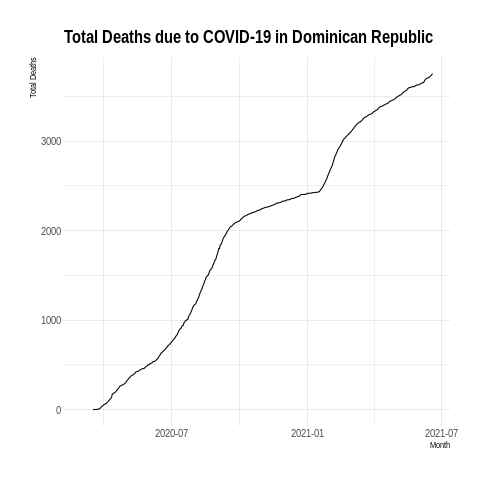 Total Deaths due to COVID-19 in Dominican Republic
Total Deaths
3000
2000
1000
0
2020-07
2021-01
2021-07
Month